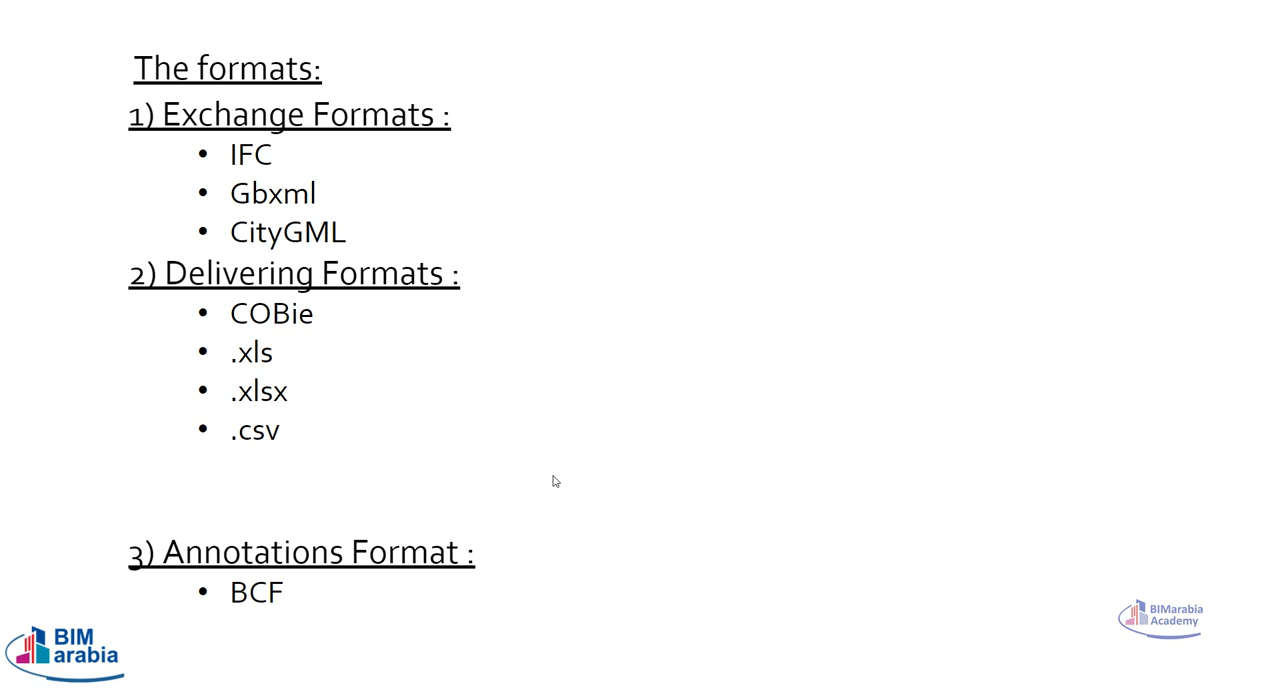 The formats:
1) Exchange Formats :
• IFC
• Gbxml
• CityGML
2) Delivering Formats :
• COBie
• .xls
• .xlsx
• .csv
3) Annotations Format :
• BCF
BIM
arabia
BIMarabia
Academy